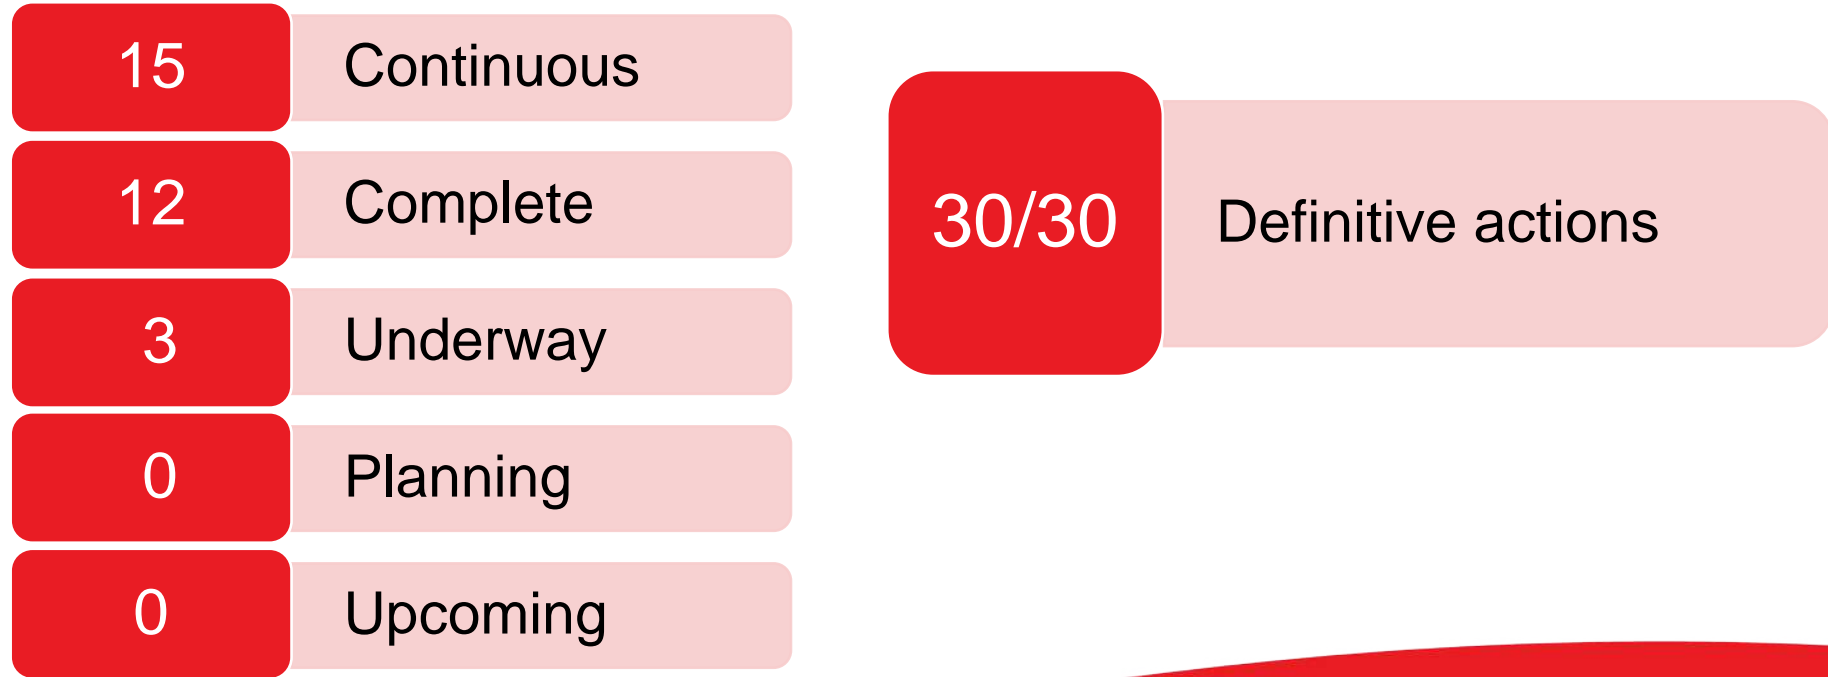 15 Continuous
12 Complete
3 Underway
0 Planning
0 Upcoming
30/30 Definitive actions